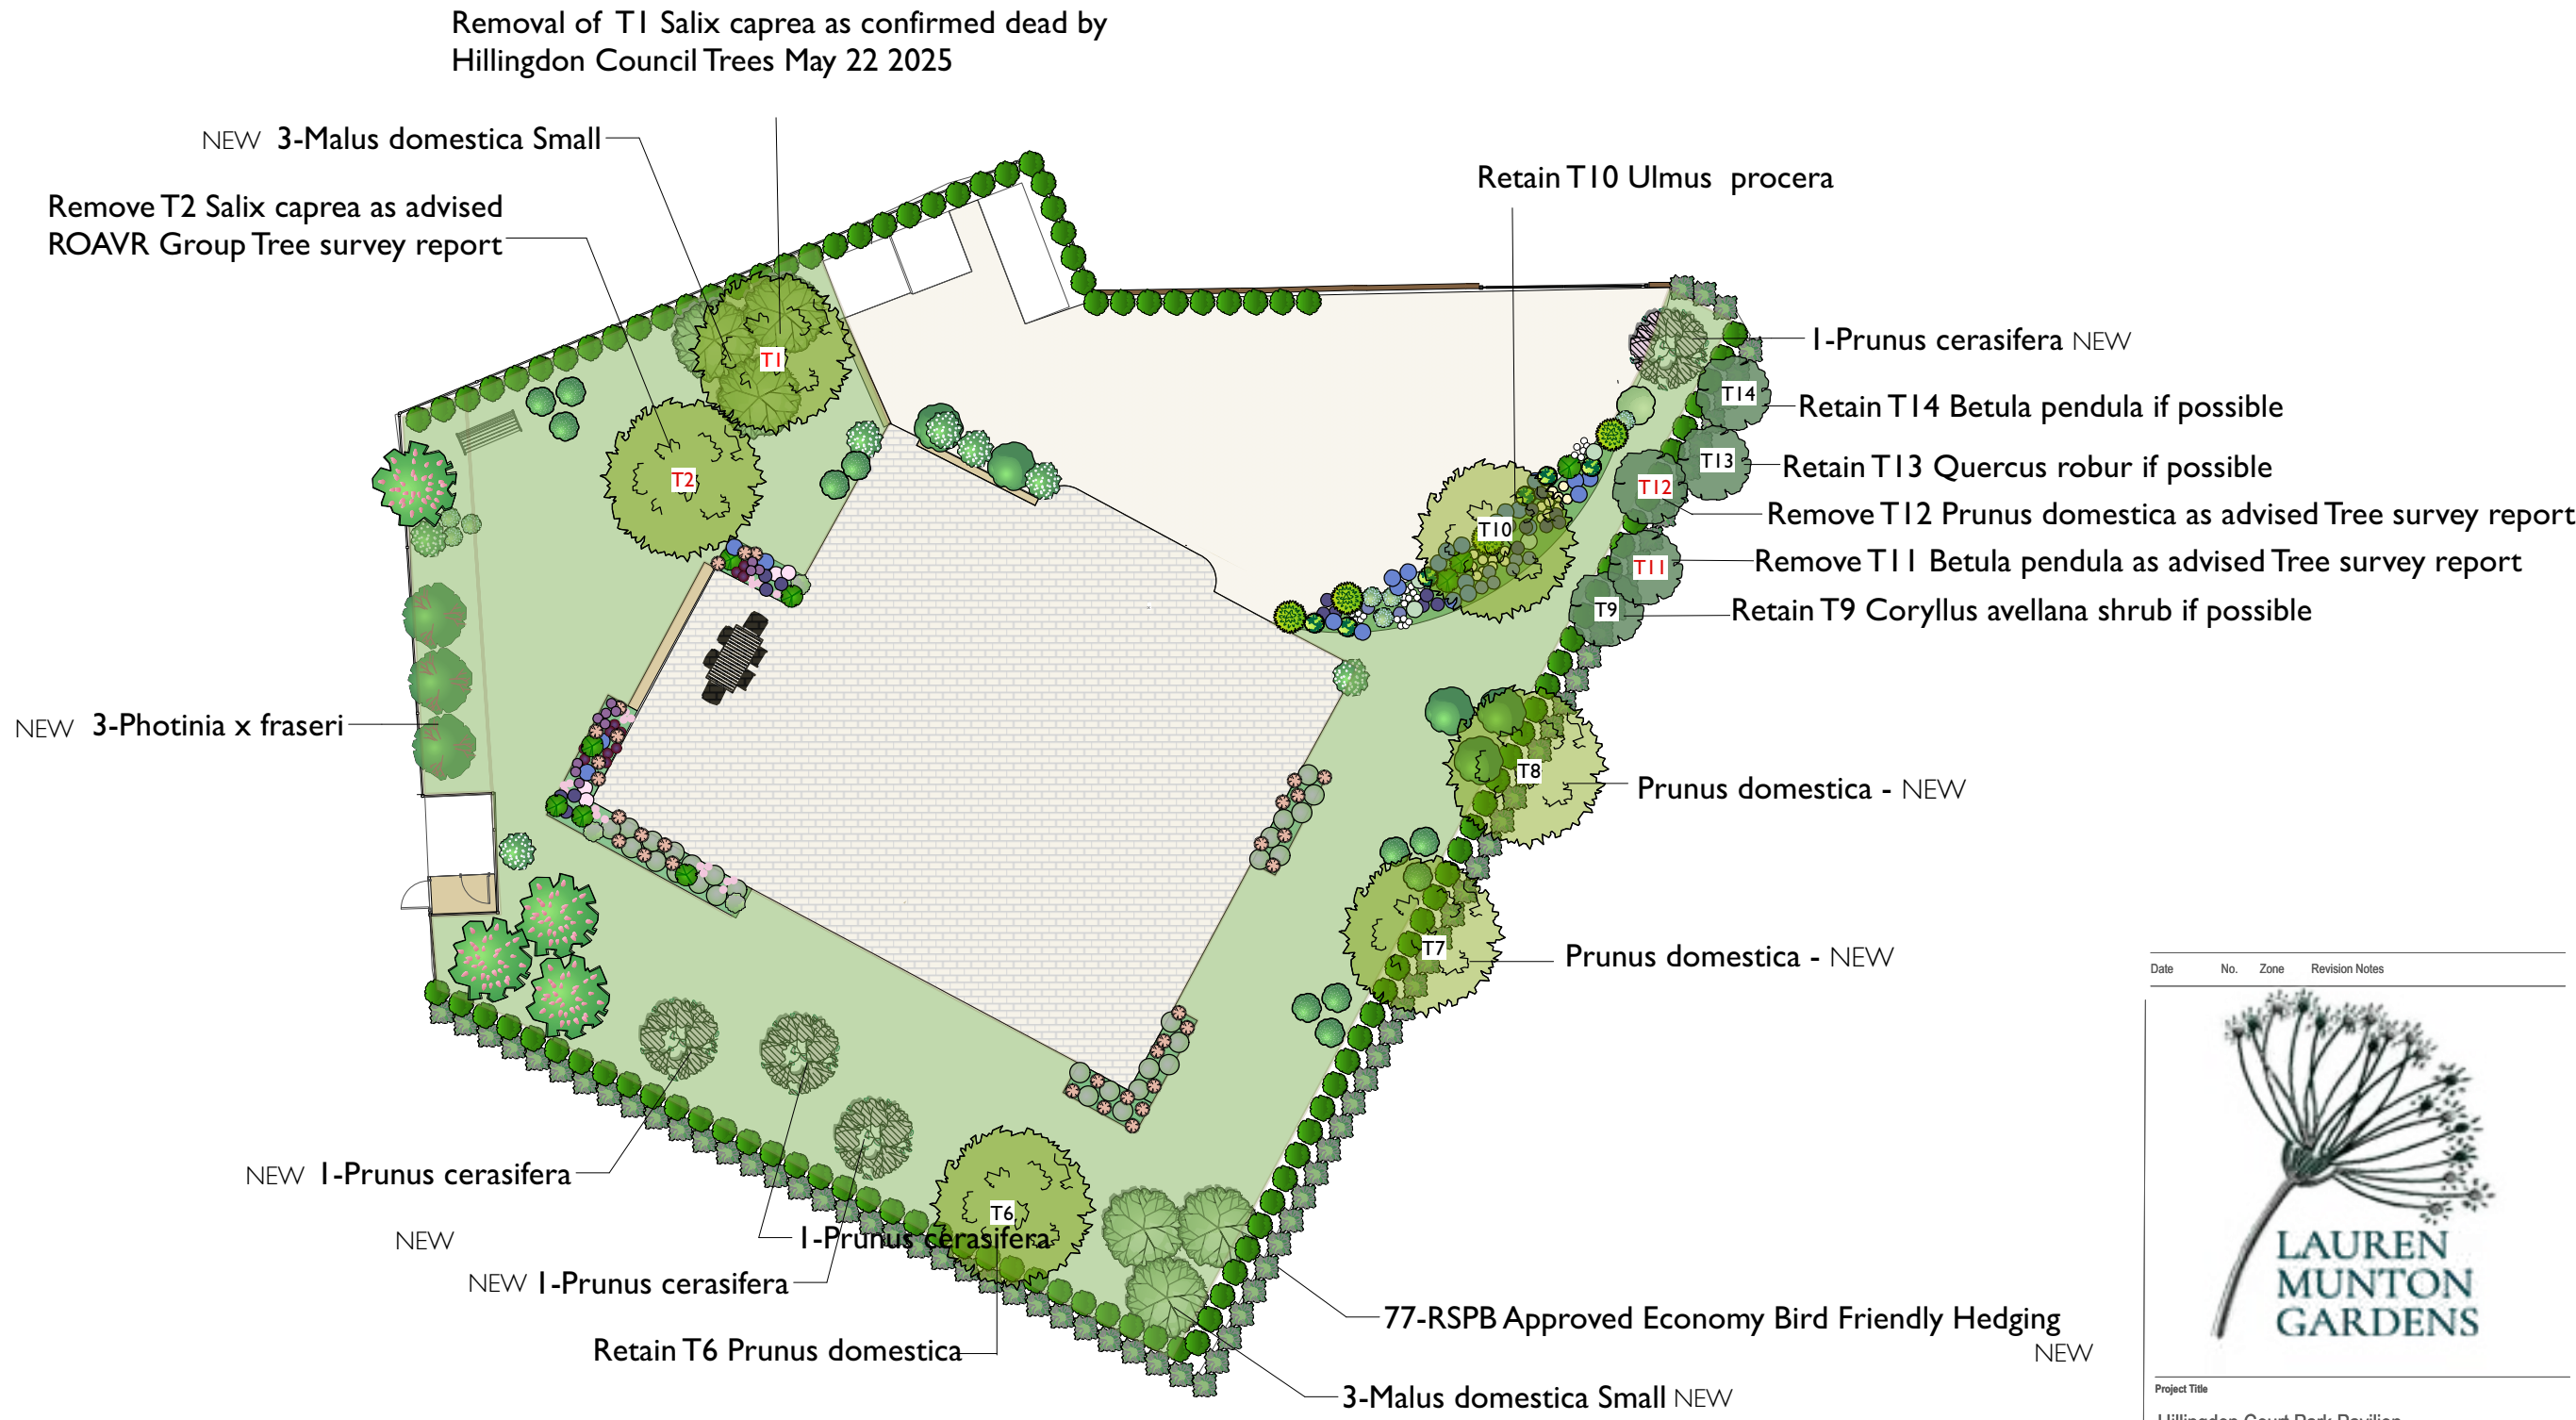 Removal of T1 Salix caprea as confirmed dead by
Hillingdon Council Trees May 22 2025
NEW 3-Malus domestica Small
Retain T10 Ulmus procera
Remove T2 Salix caprea as advised
ROAVR Group Tree survey report
1-Prunus cerasifera NEW
T1
T14
Retain T14 Betula pendula if possible
T13
Retain T13 Quercus robur if possible
T2
T12
Remove T12 Prunus domestica as advised Tree survey report
T10
Remove T11 Betula pendula as advised Tree survey report
T11
T9
Retain T9 Coryllus avellana shrub if possible
NEW 3-Photinia x fraseri
T8
Prunus domestica - NEW
T7
Prunus domestica - NEW
Date No. Zone Revision Notes
NEW 1-Prunus cerasifera
T6
NEW
1-Prunus cerasifera
NEW 1-Prunus cerasifera
LAUREN
MUNTON
GARDENS
77-RSPB Approved Economy Bird Friendly Hedging
NEW
Retain T6 Prunus domestica
3-Malus domestica Small NEW
Project Title
Hillingdon Court Park Pavilion